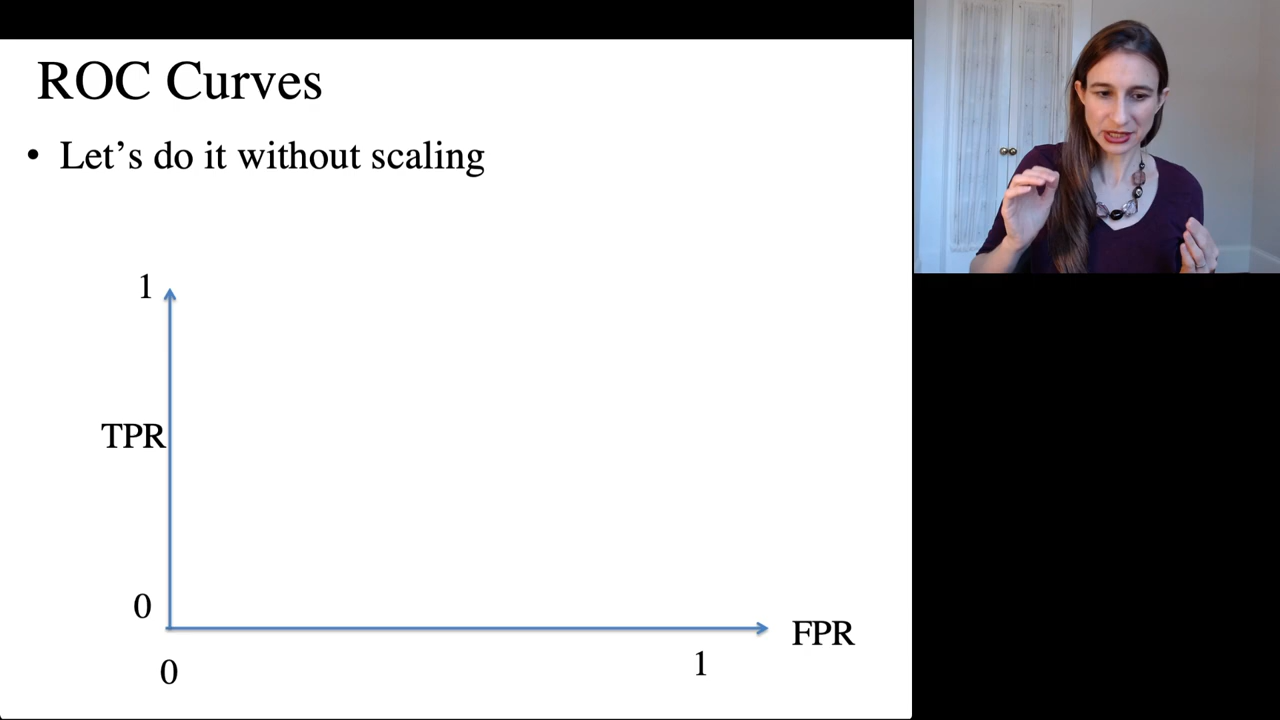 ROC Curves
• Let's do it without scaling
1
TPR
0
FPR
0
1